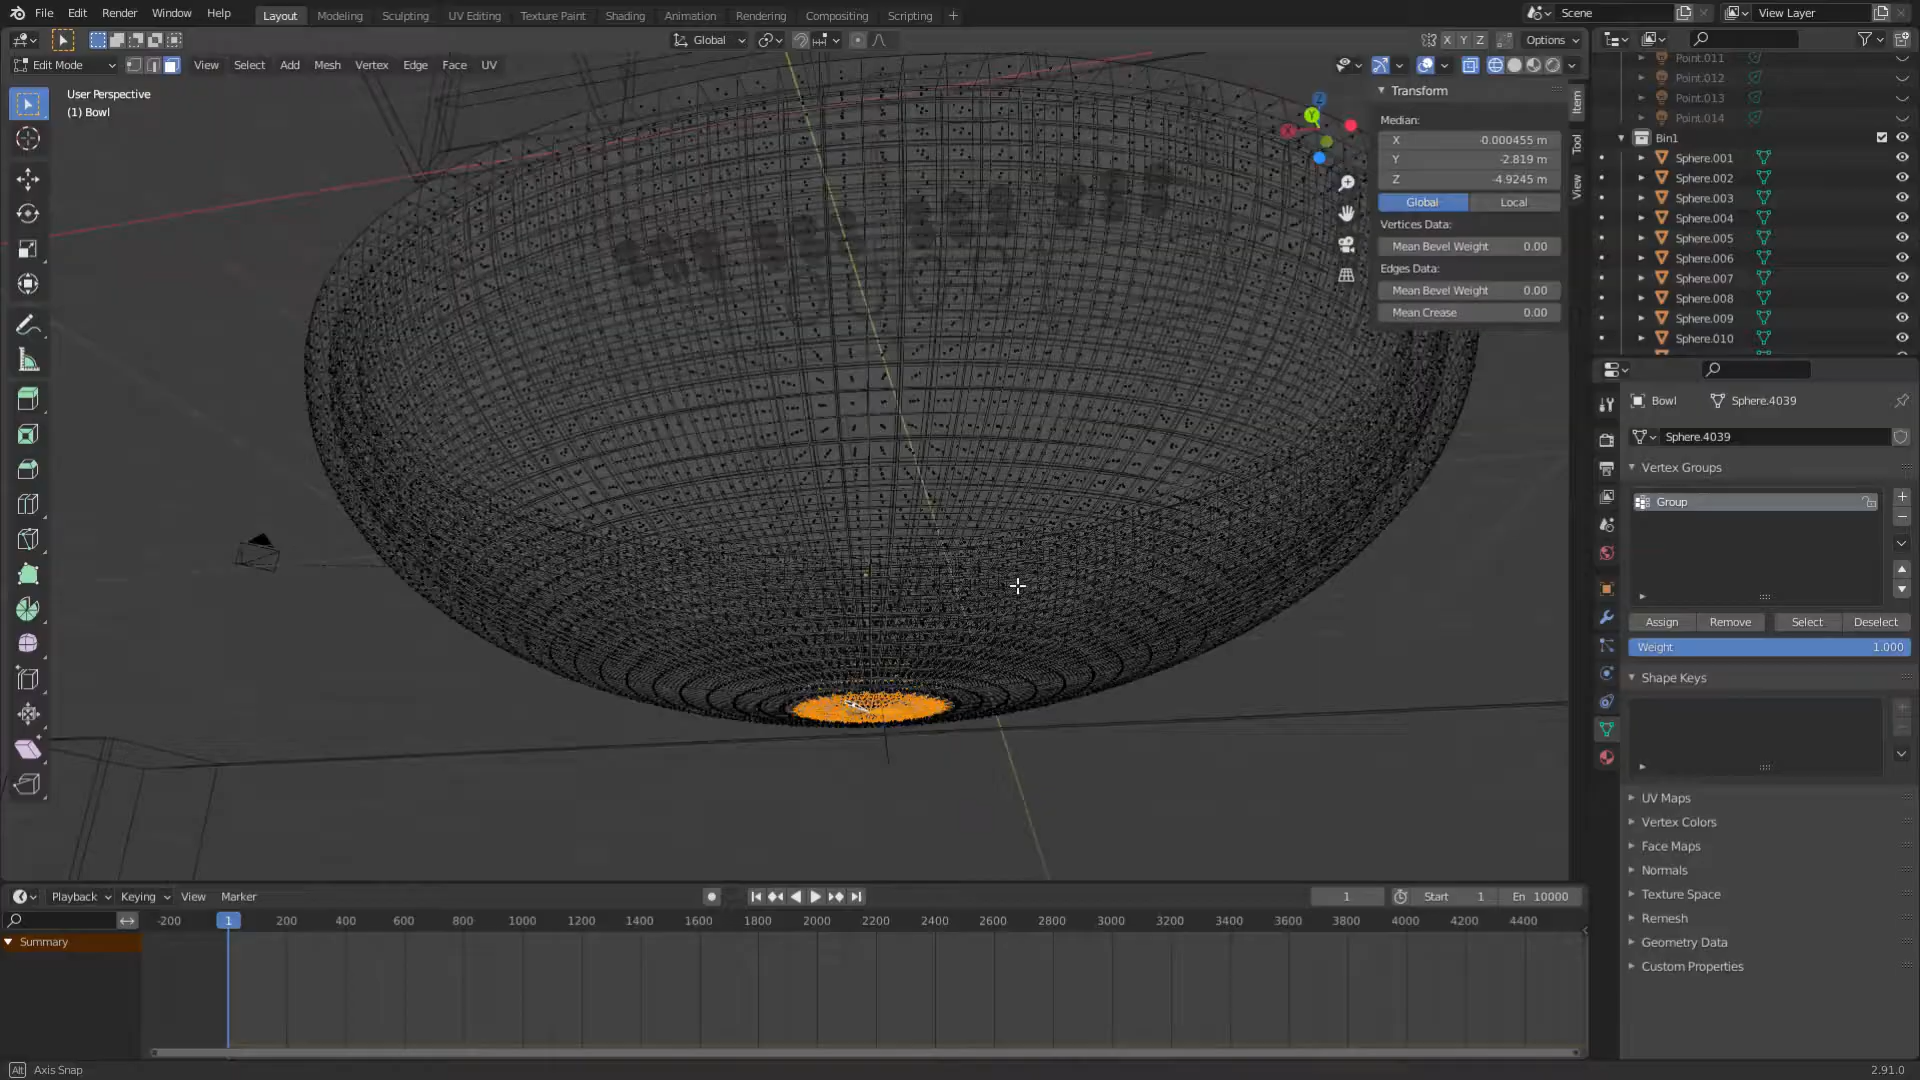 File Edit Render Window Help Layout Modeling Sculpting UV Editing Texture Paint Shading Animation Rendering Compositing Scripting + Scene View Layer
Global Options X Y Z
Edit Mode View Select Add Mesh Vertex Edge Face UV
User Perspective
(1) Bowl
Transform
Median:
X -0.000455 m
Y -2.819 m
Z -4.9245 m
Global Local
Vertices Data:
Mean Bevel Weight 0.00
Edges Data:
Mean Bevel Weight 0.00
Mean Crease 0.00
Item
Tool
View
Point.011
Point.012
Point.013
Point.014
Bin1
Sphere.001
Sphere.002
Sphere.003
Sphere.004
Sphere.005
Sphere.006
Sphere.007
Sphere.008
Sphere.009
Sphere.010
Bowl Sphere.4039
Sphere.4039
Vertex Groups
Group
Assign Remove Select Deselect
Weight 1.000
Shape Keys
UV Maps
Vertex Colors
Face Maps
Normals
Texture Space
Remesh
Geometry Data
Custom Properties
Playback Keying View Marker 1 Start 1 En 10000
-200 1 200 400 600 800 1000 1200 1400 1600 1800 2000 2200 2400 2600 2800 3000 3200 3400 3600 3800 4000 4200 4400
Summary
Alt Axis Snap 2.91.0